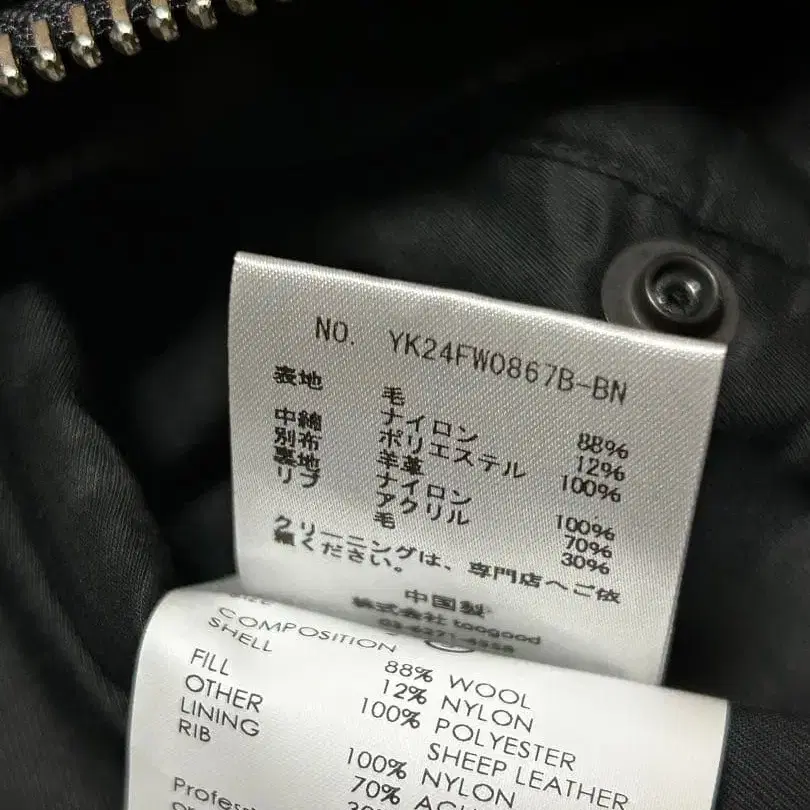 NO. YK24FW0867B-BN
表地 毛 88%
ナイロン 12%
中綿 ポリエステル 100%
別布 羊革
裏地 ナイロン 100%
リブ アクリル 70%
毛 30%
クリーニングは、専門店へご依
頼ください。
中国製
株式会社 toogood
COMPOSITION
SHELL 88% WOOL
12% NYLON
FILL 100% POLYESTER
OTHER SHEEP LEATHER
LINING 100% NYLON
RIB 70%